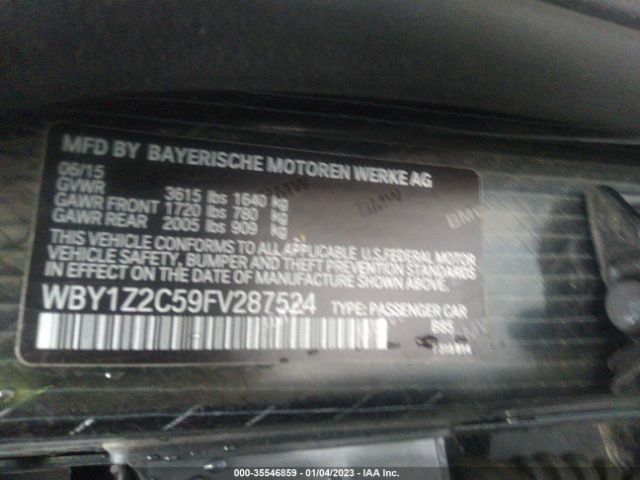 MFD BY BAYERISCHE MOTOREN WERKE AG
06/15
GVWR 3615 lbs 1640 kg
GAWR FRONT 1720 lbs 780 kg
GAWR REAR 2005 lbs 909 kg
THIS VEHICLE CONFORMS TO ALL APPLICABLE U.S.FEDERAL MOTOR
VEHICLE SAFETY, BUMPER AND THEFT PREVENTION STANDARDS
IN EFFECT ON THE DATE OF MANUFACTURE SHOWN ABOVE.
WBY1Z2C59FV287524 TYPE: PASSENGER CAR
B85
BMW
BMW
000-35546859 - 01/04/2023 - IAA Inc.